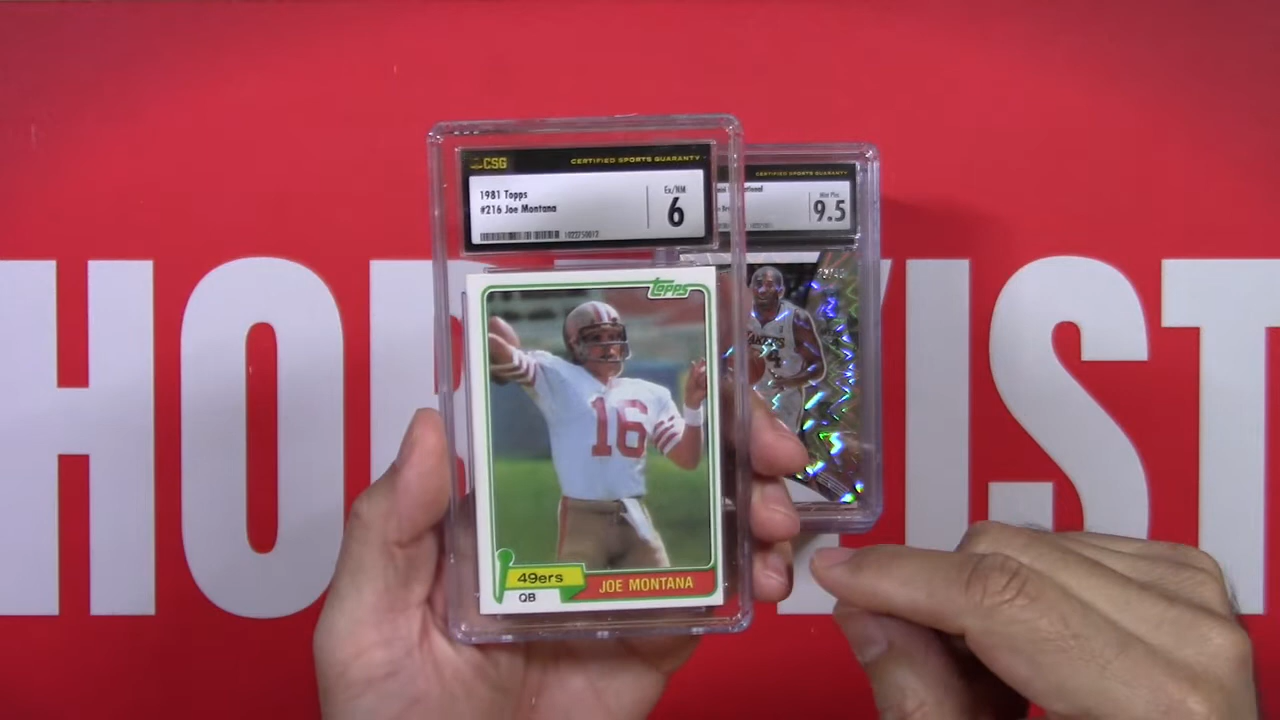 CSG CERTIFIED SPORTS GUARANTY
1981 Topps
#216 Joe Montana
Ex/NM
6
CERTIFIED SPORTS GUARANTY
9.5
Topps
16
49ers
QB
JOE MONTANA
4
HO
IST